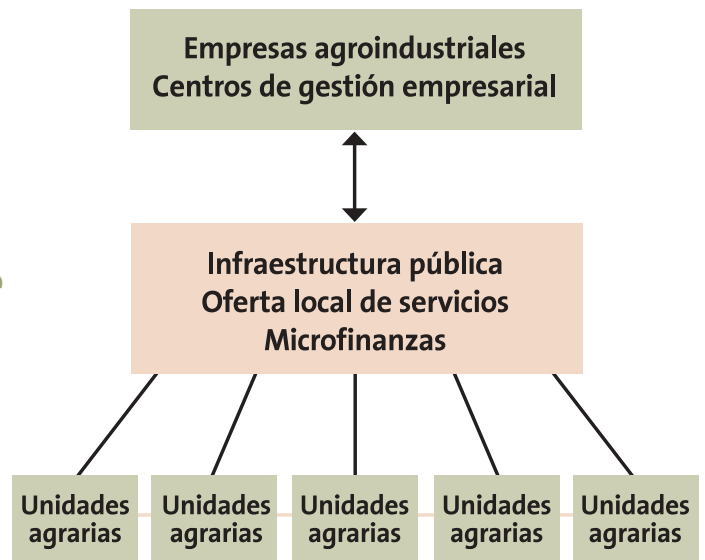 Empresas agroindustriales
Centros de gestión empresarial
Infraestructura pública
Oferta local de servicios
Microfinanzas
Unidades
agrarias
Unidades
agrarias
Unidades
agrarias
Unidades
agrarias
Unidades
agrarias